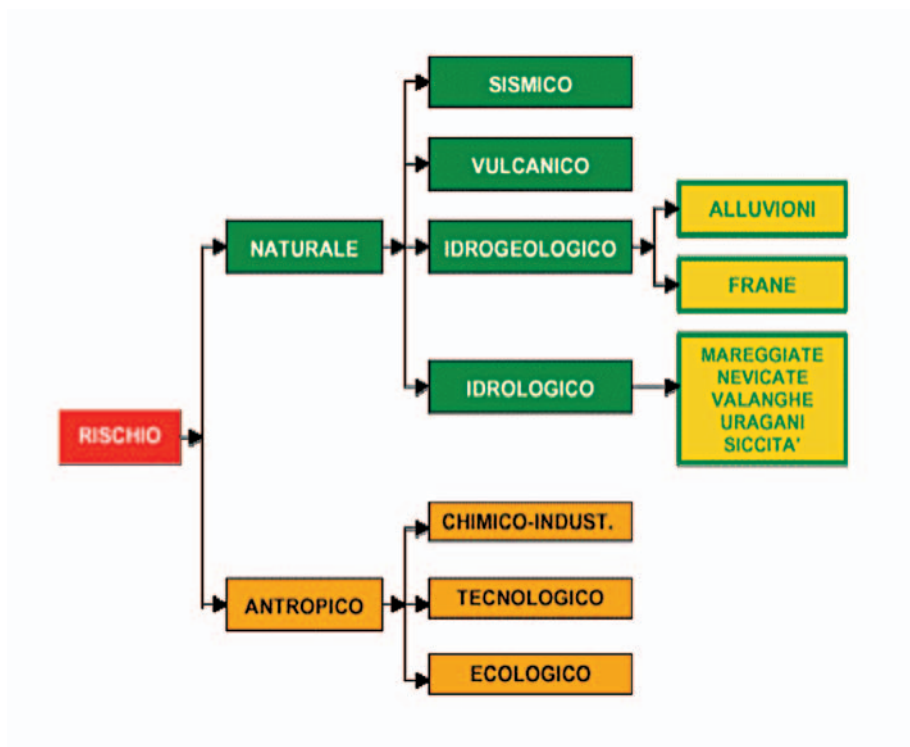 RISCHIO
NATURALE
SISMICO
VULCANICO
IDROGEOLOGICO
ALLUVIONI
FRANE
IDROLOGICO
MAREGGIATE
NEVICATE
VALANGHE
URAGANI
SICCITA'
ANTROPICO
CHIMICO-INDUST.
TECNOLOGICO
ECOLOGICO